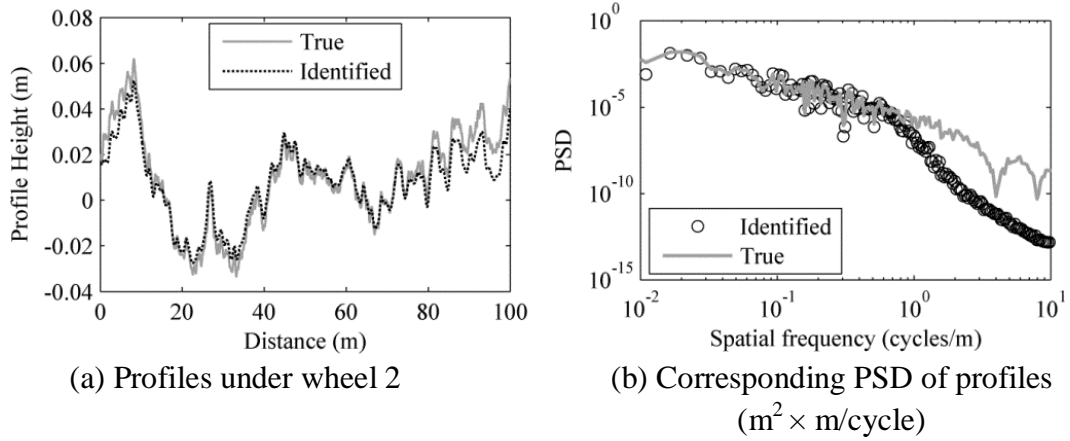 True
Identified
Profile Height (m)
0.08
0.06
0.04
0.02
0
-0.02
-0.04
0 20 40 60 80 100
Distance (m)
(a) Profiles under wheel 2
PSD
10^0
10^-5
10^-10
10^-15
Identified
True
10^-2 10^-1 10^0 10^1
Spatial frequency (cycles/m)
(b) Corresponding PSD of profiles
(m² × m/cycle)